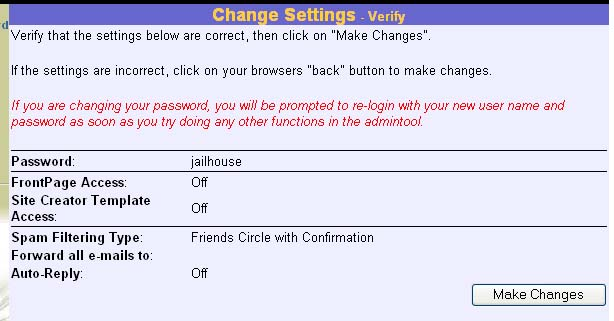 Change Settings - Verify
Verify that the settings below are correct, then click on "Make Changes".
If the settings are incorrect, click on your browsers "back" button to make changes.
If you are changing your password, you will be prompted to re-login with your new user name and
password as soon as you try doing any other functions in the admintool.
Password: jailhouse
FrontPage Access: Off
Site Creator Template
Access: Off
Spam Filtering Type: Friends Circle with Confirmation
Forward all e-mails to:
Auto-Reply: Off
Make Changes